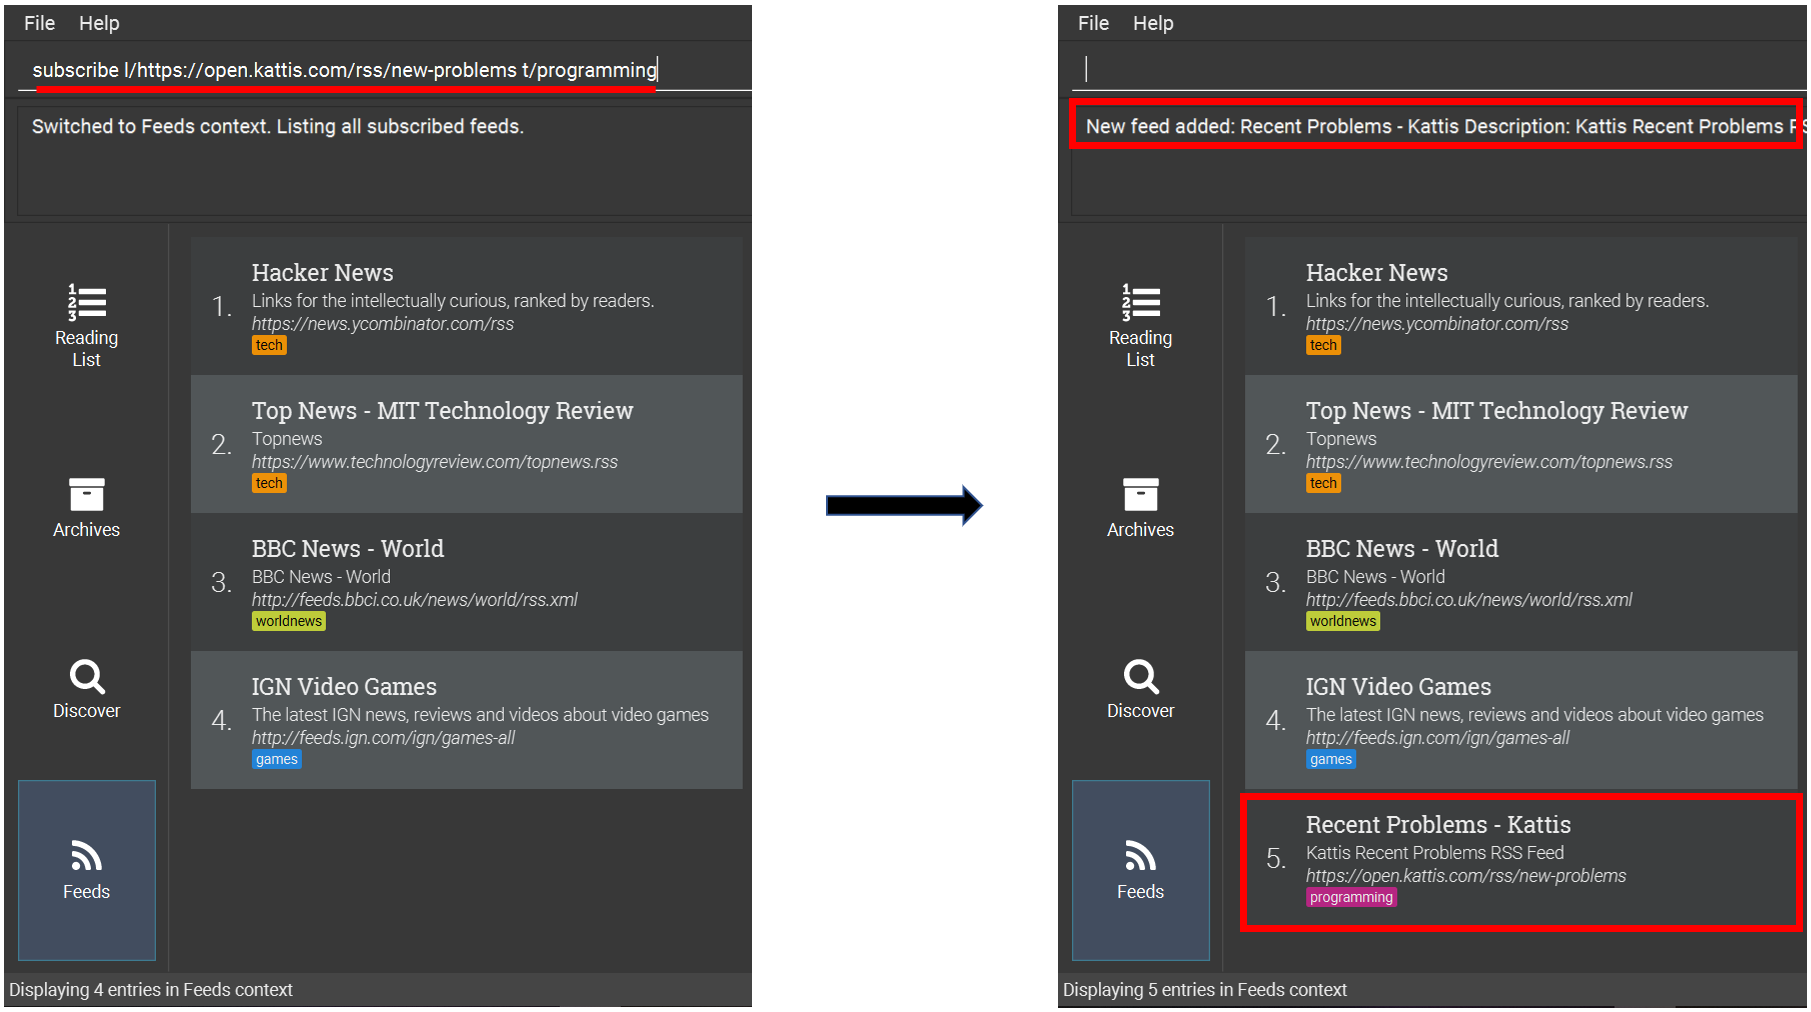 File Help
subscribe l/https://open.kattis.com/rss/new-problems t/programming
Switched to Feeds context. Listing all subscribed feeds.
Reading
List
Archives
Discover
Feeds
1.
Hacker News
Links for the intellectually curious, ranked by readers.
https://news.ycombinator.com/rss
tech
2.
Top News - MIT Technology Review
Topnews
https://www.technologyreview.com/topnews.rss
tech
3.
BBC News - World
BBC News - World
http://feeds.bbci.co.uk/news/world/rss.xml
worldnews
4.
IGN Video Games
The latest IGN news, reviews and videos about video games
http://feeds.ign.com/ign/games-all
games
Displaying 4 entries in Feeds context
File Help
New feed added: Recent Problems - Kattis Description: Kattis Recent Problems RS
Reading
List
Archives
Discover
Feeds
1.
Hacker News
Links for the intellectually curious, ranked by readers.
https://news.ycombinator.com/rss
tech
2.
Top News - MIT Technology Review
Topnews
https://www.technologyreview.com/topnews.rss
tech
3.
BBC News - World
BBC News - World
http://feeds.bbci.co.uk/news/world/rss.xml
worldnews
4.
IGN Video Games
The latest IGN news, reviews and videos about video games
http://feeds.ign.com/ign/games-all
games
5.
Recent Problems - Kattis
Kattis Recent Problems RSS Feed
https://open.kattis.com/rss/new-problems
programming
Displaying 5 entries in Feeds context